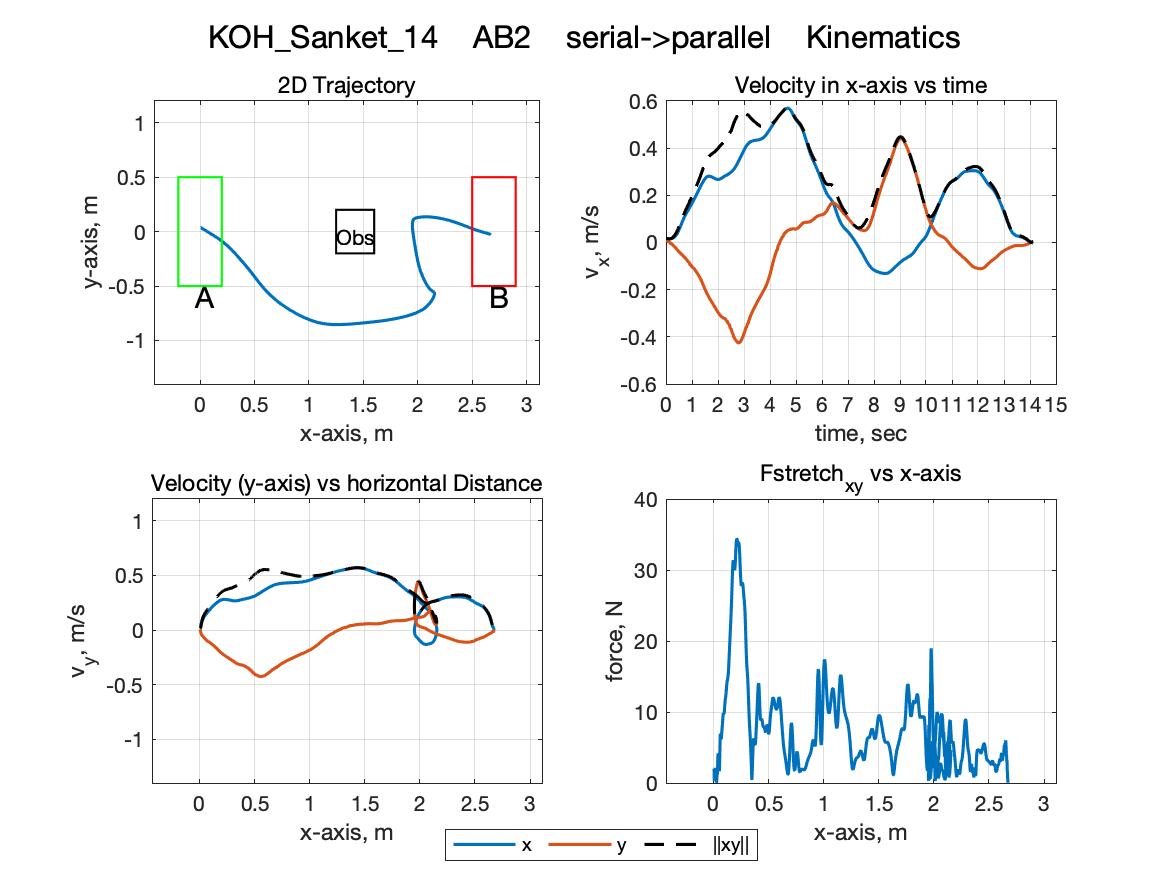 KOH_Sanket_14 AB2 serial->parallel Kinematics
2D Trajectory
1
0.5
0
-0.5
-1
y-axis, m
Obs
A
B
0 0.5 1 1.5 2 2.5 3
x-axis, m
Velocity in x-axis vs time
0.6
0.4
0.2
0
-0.2
-0.4
-0.6
v_x, m/s
0 1 2 3 4 5 6 7 8 9 10 11 12 13 14 15
time, sec
Velocity (y-axis) vs horizontal Distance
1
0.5
0
-0.5
-1
v_y, m/s
0 0.5 1 1.5 2 2.5 3
x-axis, m
Fstretch_xy vs x-axis
40
30
20
10
0
force, N
0 0.5 1 1.5 2 2.5 3
x-axis, m
x y ||xy||